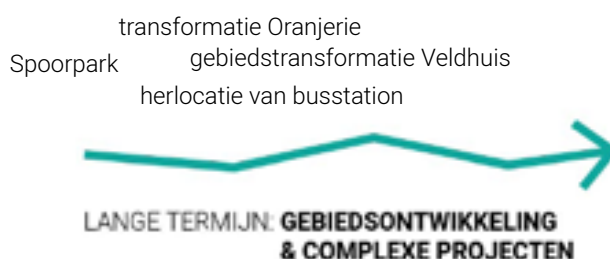 transformatie Oranjerie
Spoorpark
gebiedstransformatie Veldhuis
herlocatie van busstation
LANGE TERMIJN: GEBIEDSONTWIKKELING
& COMPLEXE PROJECTEN